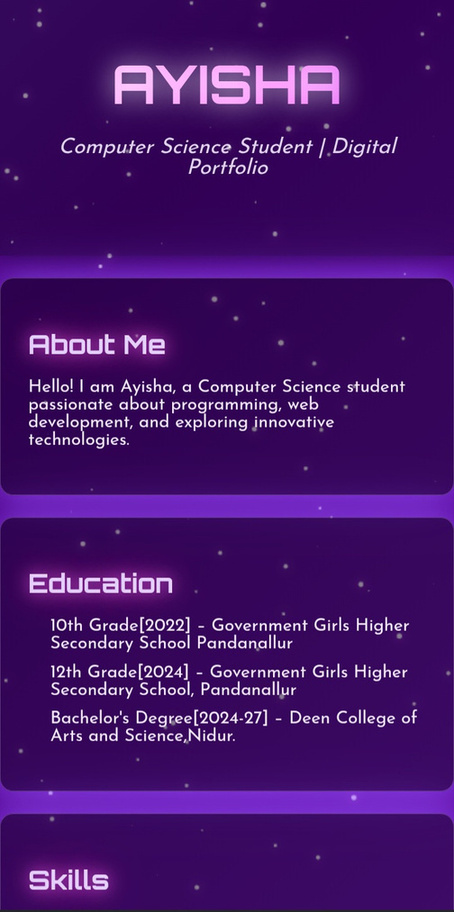 AYISHA
Computer Science Student | Digital
Portfolio
About Me
Hello! I am Ayisha, a Computer Science student
passionate about programming, web
development, and exploring innovative
technologies.
Education
10th Grade[2022] – Government Girls Higher
Secondary School Pandanallur
12th Grade[2024] – Government Girls Higher
Secondary School, Pandanallur
Bachelor's Degree[2024-27] – Deen College of
Arts and Science,Nidur.
Skills